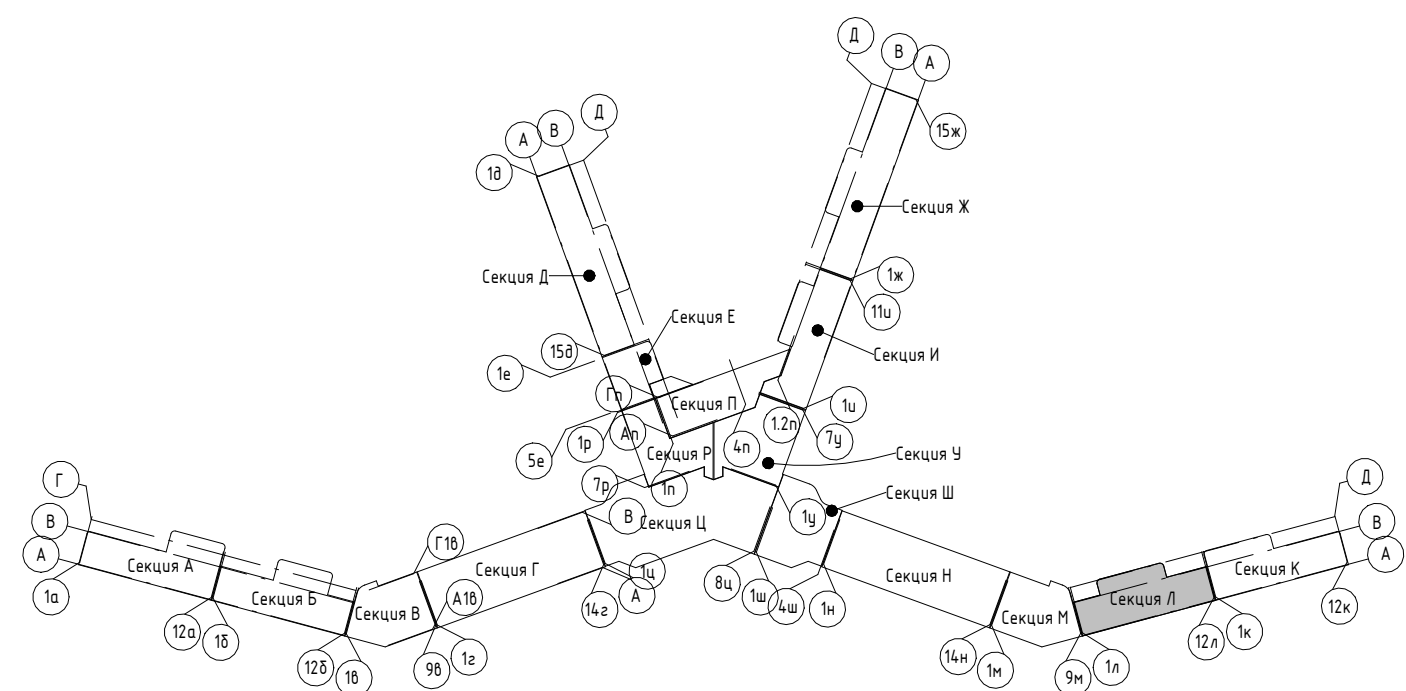 Д
В
А
15ж
Д
В
А
1д
Секция Ж
Секция Д
1ж
11и
Секция Е
Секция И
15д
1е
Гп
Секция П
1и
1.2п
7у
Ап
4п
1р
5е
Секция Р
Секция У
7р
1п
Г
Д
Секция Ш
В
В
1у
В
Секция Ц
А
Г1в
А
Секция А
Секция Г
1ц
8ц
Секция Н
Секция К
1а
Секция Б
А1в
А
1ш
4ш
1н
Секция Л
12к
Секция В
14г
Секция М
12а
1б
12л
1к
12б
1в
9в
1г
14н
1м
9м
1л